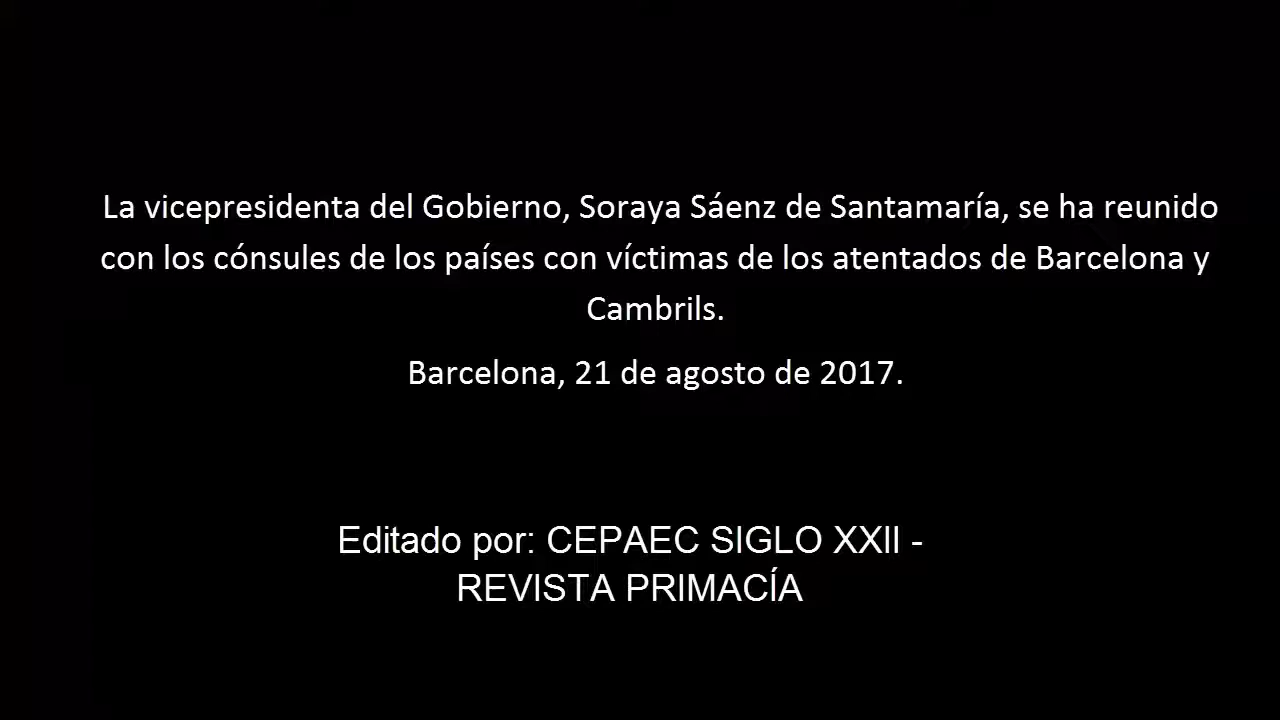 La vicepresidenta del Gobierno, Soraya Sáenz de Santamaría, se ha reunido
con los cónsules de los países con víctimas de los atentados de Barcelona y
Cambrils.
Barcelona, 21 de agosto de 2017.
Editado por: CEPAEC SIGLO XXII -
REVISTA PRIMACÍA